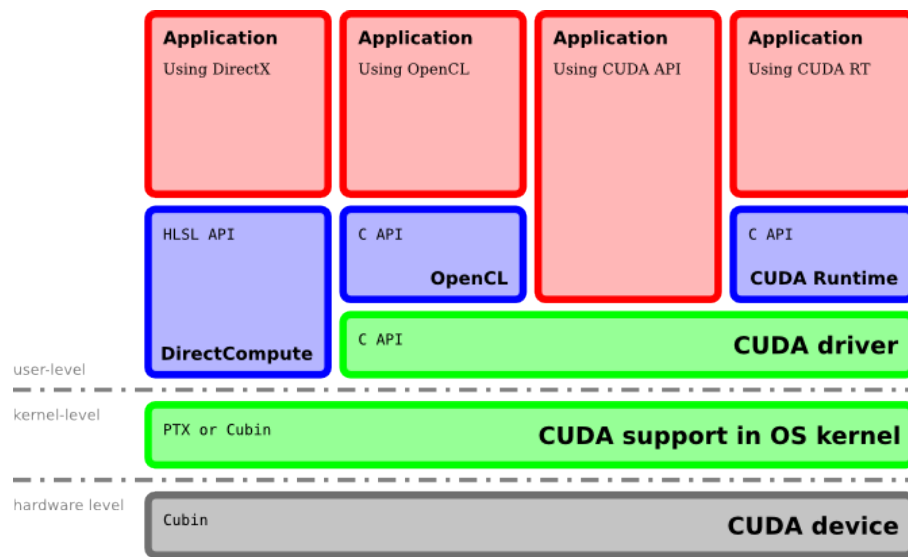 Application
Using DirectX
Application
Using OpenCL
Application
Using CUDA API
Application
Using CUDA RT
HLSL API
DirectCompute
C API
OpenCL
C API
CUDA Runtime
C API
CUDA driver
user-level
kernel-level
PTX or Cubin
CUDA support in OS kernel
hardware level
Cubin
CUDA device